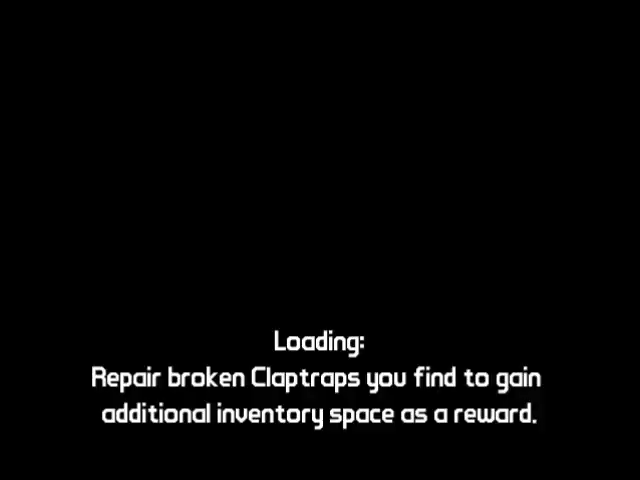 Loading:
Repair broken Claptraps you find to gain
additional inventory space as a reward.